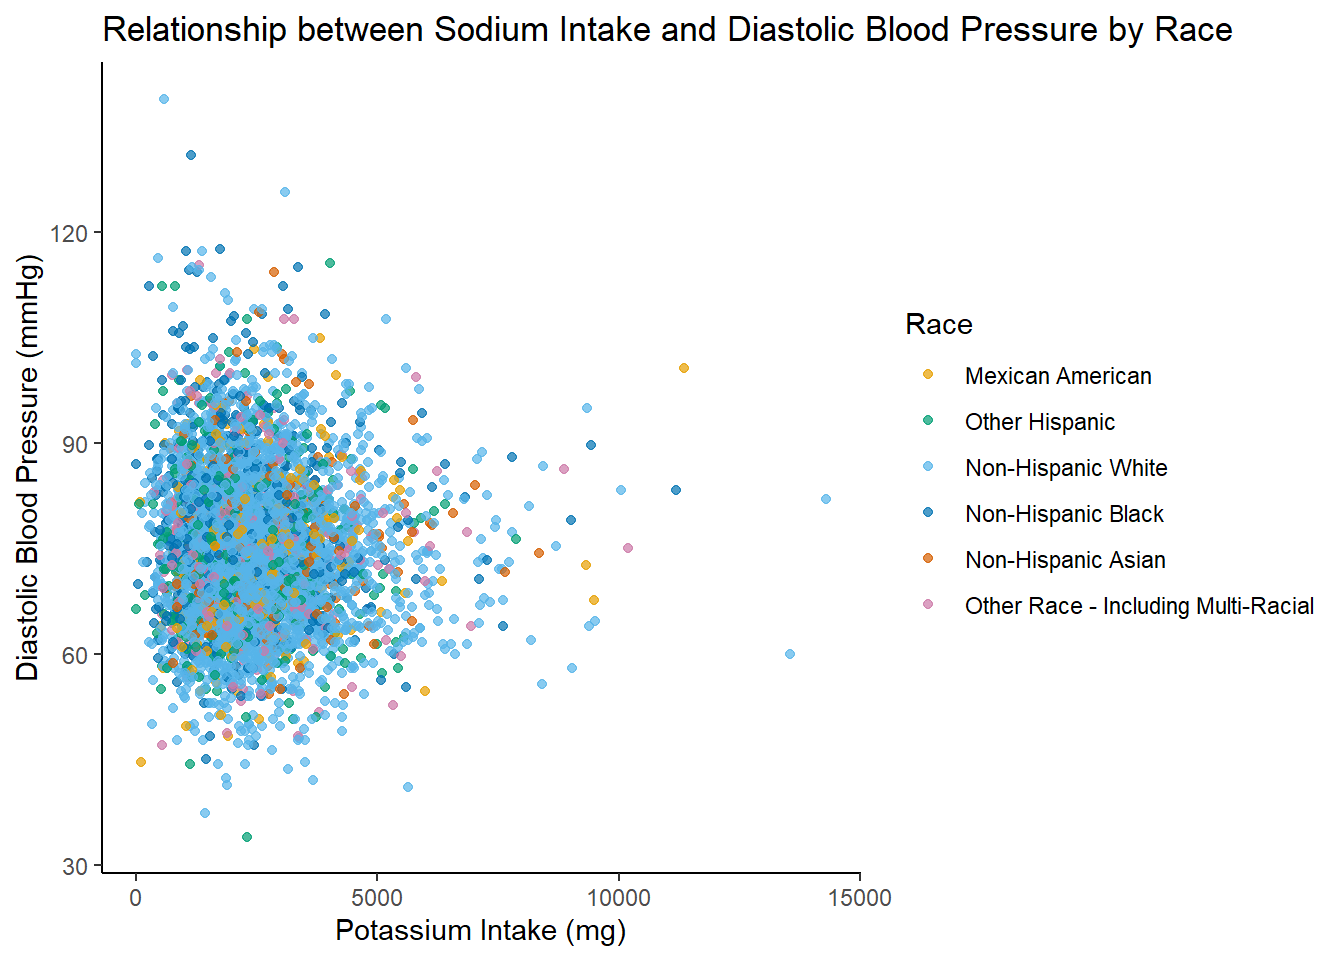 Relationship between Sodium Intake and Diastolic Blood Pressure by Race
Diastolic Blood Pressure (mmHg)
120
90
60
30
0
5000
10000
15000
Potassium Intake (mg)
Race
Mexican American
Other Hispanic
Non-Hispanic White
Non-Hispanic Black
Non-Hispanic Asian
Other Race - Including Multi-Racial